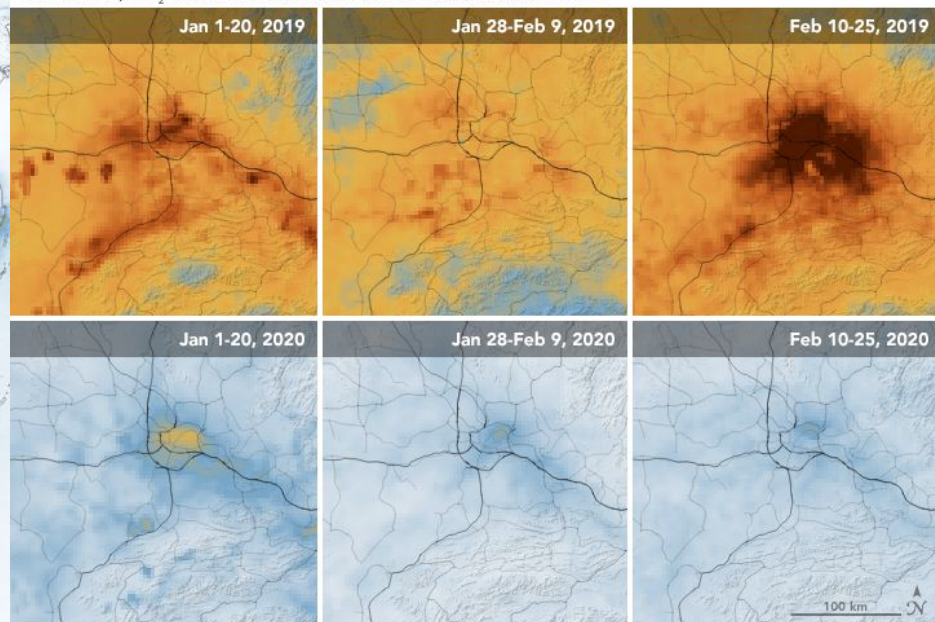 Jan 1-20, 2019
Jan 28-Feb 9, 2019
Feb 10-25, 2019
Jan 1-20, 2020
Jan 28-Feb 9, 2020
Feb 10-25, 2020
100 km
N